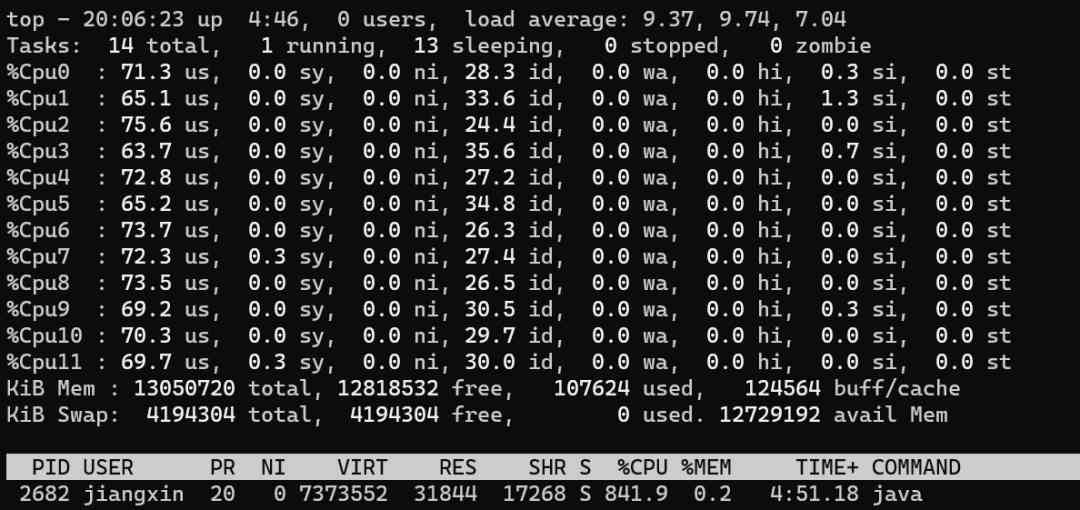 top - 20:06:23 up  4:46,  0 users,  load average: 9.37, 9.74, 7.04
Tasks:  14 total,   1 running,  13 sleeping,   0 stopped,   0 zombie
%Cpu0  : 71.3 us,  0.0 sy,  0.0 ni, 28.3 id,  0.0 wa,  0.0 hi,  0.3 si,  0.0 st
%Cpu1  : 65.1 us,  0.0 sy,  0.0 ni, 33.6 id,  0.0 wa,  0.0 hi,  1.3 si,  0.0 st
%Cpu2  : 75.6 us,  0.0 sy,  0.0 ni, 24.4 id,  0.0 wa,  0.0 hi,  0.0 si,  0.0 st
%Cpu3  : 63.7 us,  0.0 sy,  0.0 ni, 35.6 id,  0.0 wa,  0.0 hi,  0.7 si,  0.0 st
%Cpu4  : 72.8 us,  0.0 sy,  0.0 ni, 27.2 id,  0.0 wa,  0.0 hi,  0.0 si,  0.0 st
%Cpu5  : 65.2 us,  0.0 sy,  0.0 ni, 34.8 id,  0.0 wa,  0.0 hi,  0.0 si,  0.0 st
%Cpu6  : 73.7 us,  0.0 sy,  0.0 ni, 26.3 id,  0.0 wa,  0.0 hi,  0.0 si,  0.0 st
%Cpu7  : 72.3 us,  0.3 sy,  0.0 ni, 27.4 id,  0.0 wa,  0.0 hi,  0.0 si,  0.0 st
%Cpu8  : 73.5 us,  0.0 sy,  0.0 ni, 26.5 id,  0.0 wa,  0.0 hi,  0.0 si,  0.0 st
%Cpu9  : 69.2 us,  0.0 sy,  0.0 ni, 30.5 id,  0.0 wa,  0.0 hi,  0.3 si,  0.0 st
%Cpu10 : 70.3 us,  0.0 sy,  0.0 ni, 29.7 id,  0.0 wa,  0.0 hi,  0.0 si,  0.0 st
%Cpu11 : 69.7 us,  0.3 sy,  0.0 ni, 30.0 id,  0.0 wa,  0.0 hi,  0.0 si,  0.0 st
KiB Mem : 13050720 total, 12818532 free,   107624 used,   124564 buff/cache
KiB Swap:  4194304 total,  4194304 free,        0 used. 12729192 avail Mem
  PID USER      PR  NI    VIRT    RES    SHR S  %CPU %MEM     TIME+ COMMAND
 2682 jiangxin  20   0 7373552  31844  17268 S 841.9  0.2   4:51.18 java